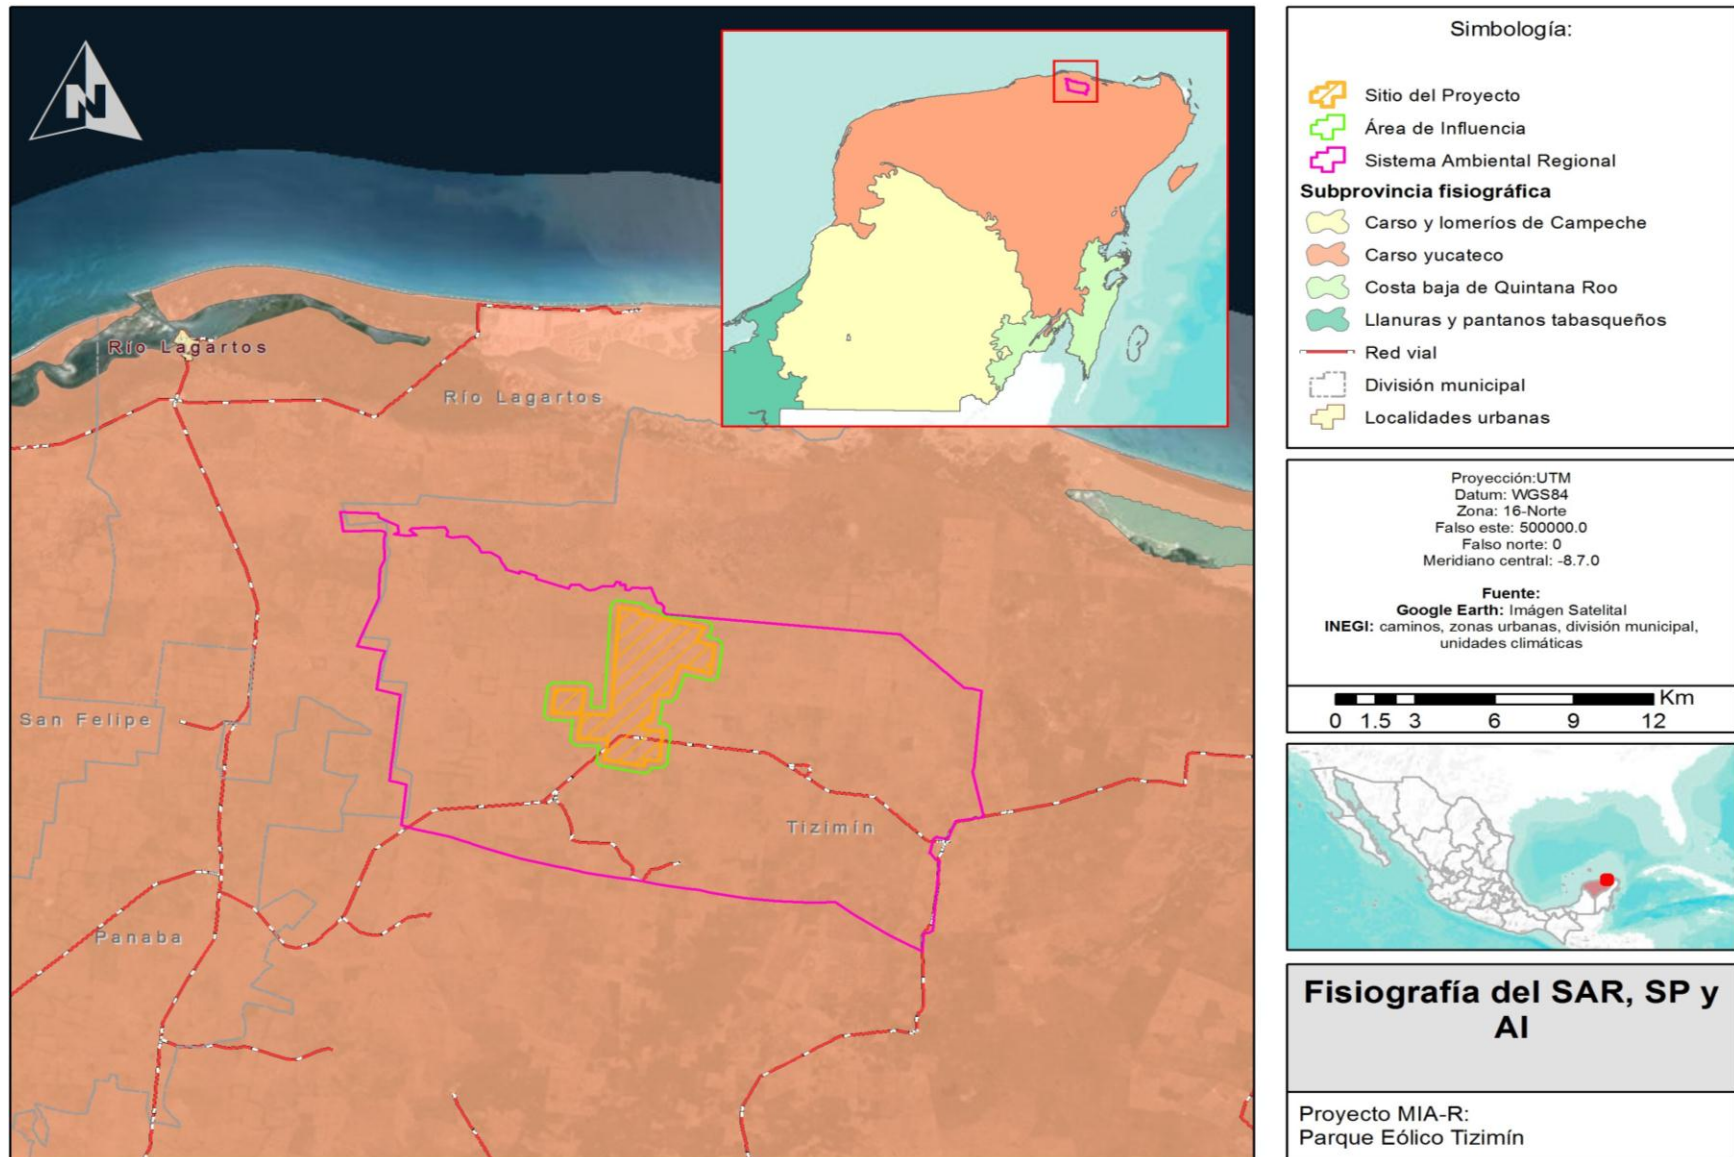 N
Río Lagartos
Río Lagartos
San Felipe
Tizimín
Panaba
Simbología:
Sitio del Proyecto
Área de Influencia
Sistema Ambiental Regional
Subprovincia fisiográfica
Carso y lomeríos de Campeche
Carso yucateco
Costa baja de Quintana Roo
Llanuras y pantanos tabasqueños
Red vial
División municipal
Localidades urbanas
Proyección:UTM
Datum: WGS84
Zona: 16-Norte
Falso este: 500000.0
Falso norte: 0
Meridiano central: -8.7.0
Fuente:
Google Earth: Imágen Satelital
INEGI: caminos, zonas urbanas, división municipal,
unidades climáticas
Km
0 1.5 3 6 9 12
Fisiografía del SAR, SP y
AI
Proyecto MIA-R:
Parque Eólico Tizimín